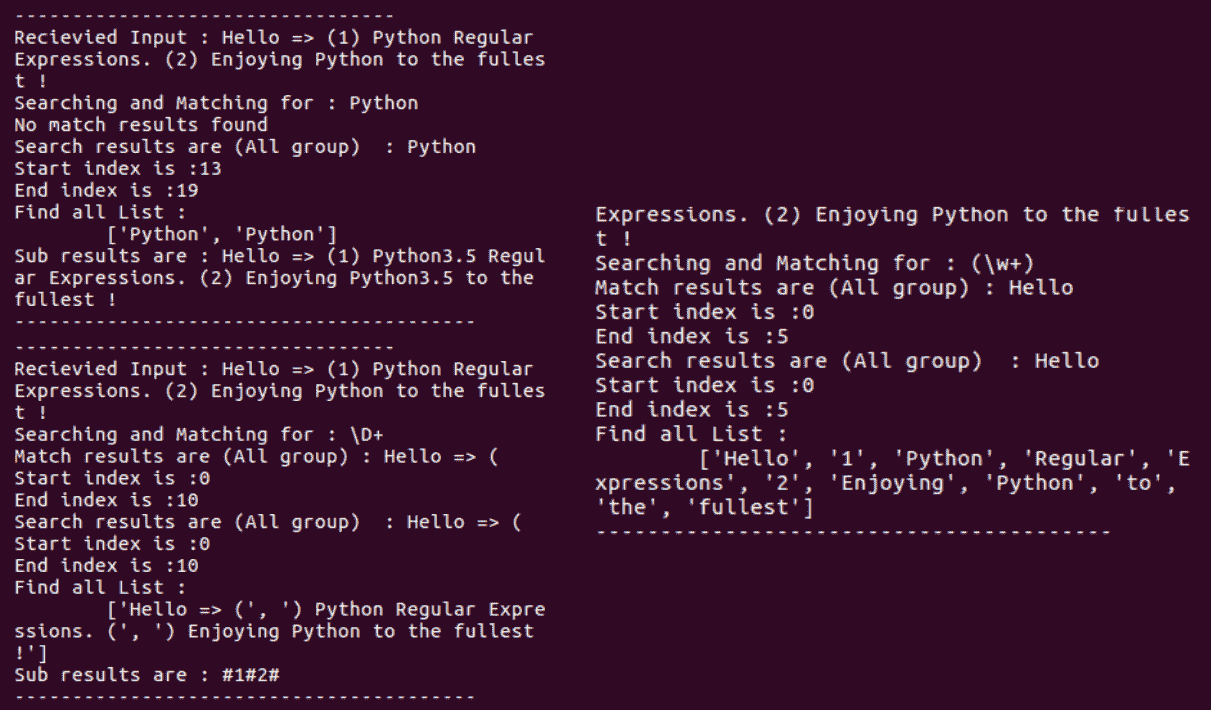 ---------------------------------
Recievied Input : Hello => (1) Python Regular
Expressions. (2) Enjoying Python to the fulles
t !
Searching and Matching for : Python
No match results found
Search results are (All group)  : Python
Start index is :13
End index is :19
Find all List :
        ['Python', 'Python']
Sub results are : Hello => (1) Python3.5 Regul
ar Expressions. (2) Enjoying Python3.5 to the
fullest !
----------------------------------------
---------------------------------
Recievied Input : Hello => (1) Python Regular
Expressions. (2) Enjoying Python to the fulles
t !
Searching and Matching for : \D+
Match results are (All group) : Hello => (
Start index is :0
End index is :10
Search results are (All group)  : Hello => (
Start index is :0
End index is :10
Find all List :
        ['Hello => (', ') Python Regular Expre
ssions. (', ') Enjoying Python to the fullest
!']
Sub results are : #1#2#
----------------------------------------
Expressions. (2) Enjoying Python to the fulles
t !
Searching and Matching for : (\w+)
Match results are (All group) : Hello
Start index is :0
End index is :5
Search results are (All group)  : Hello
Start index is :0
End index is :5
Find all List :
        ['Hello', '1', 'Python', 'Regular', 'E
xpressions', '2', 'Enjoying', 'Python', 'to',
'the', 'fullest']
----------------------------------------